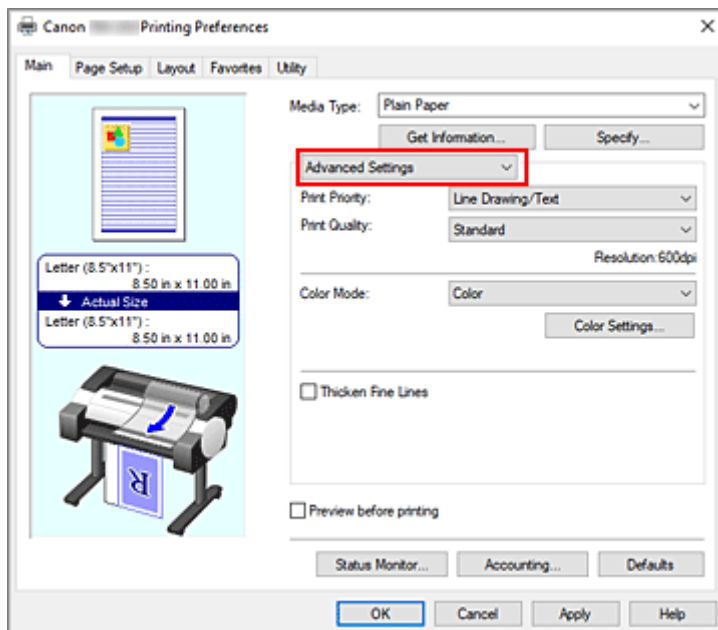 Canon Printing Preferences
Main Page Setup Layout Favorites Utility
Media Type: Plain Paper
Get Information... Specify...
Advanced Settings
Print Priority: Line Drawing/Text
Print Quality: Standard
Resolution:600dpi
Letter (8.5"x11") :
8.50 in x 11.00 in
Actual Size
Letter (8.5"x11") :
8.50 in x 11.00 in
Color Mode: Color
Color Settings...
Thicken Fine Lines
R
Preview before printing
Status Monitor... Accounting... Defaults
OK Cancel Apply Help